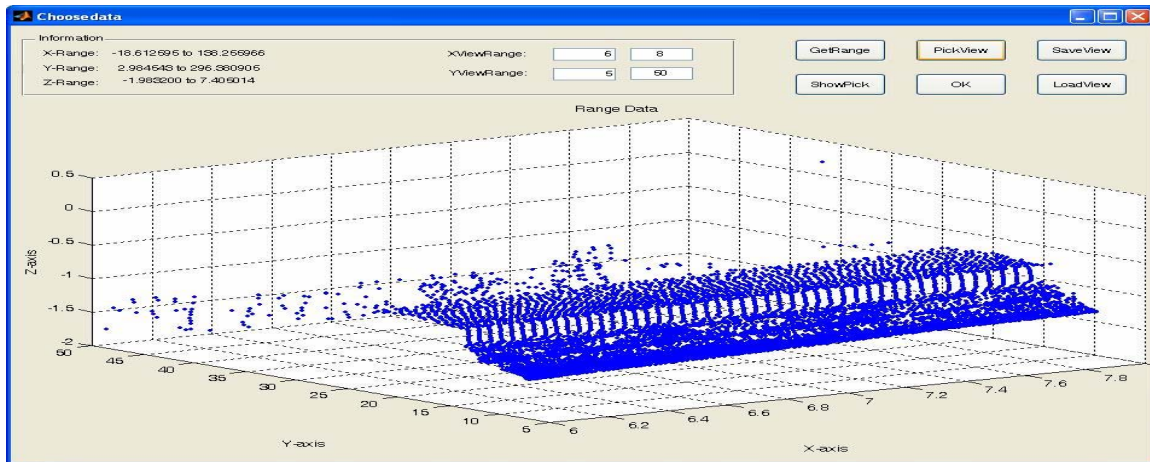 Choosedata
Information
X-Range: -18.612595 to 138.256966
Y-Range: 2.984543 to 296.380905
Z-Range: -1.983200 to 7.405014
XViewRange: 6 8
YViewRange: 5 50
GetRange PickView SaveView
ShowPick OK LoadView
Range Data
0.5
0
-0.5
-1
-1.5
-2
Z-axis
50 45 40 35 30 25 20 15 10 5
Y-axis
6 6.2 6.4 6.6 6.8 7 7.2 7.4 7.6 7.8
X-axis